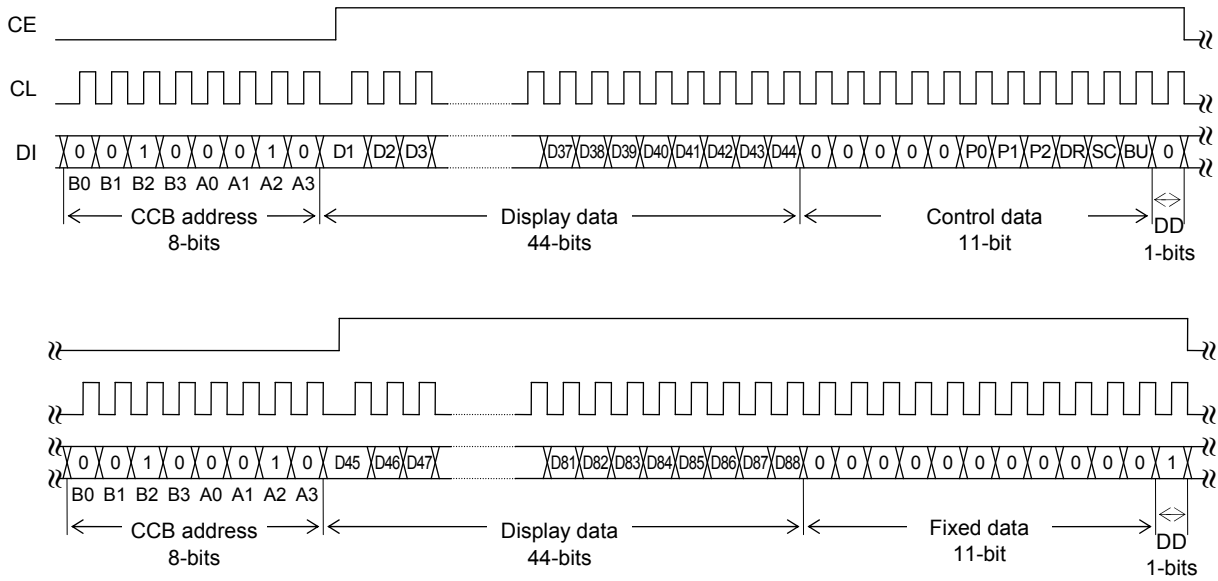 CE
CL
DI 0 0 1 0 0 0 1 0 D1 D2 D3 D37 D38 D39 D40 D41 D42 D43 D44 0 0 0 0 0 P0 P1 P2 DR SC BU 0
B0 B1 B2 B3 A0 A1 A2 A3
CCB address Display data Control data DD
8-bits 44-bits 11-bit 1-bits
0 0 1 0 0 0 1 0 D45 D46 D47 D81 D82 D83 D84 D85 D86 D87 D88 0 0 0 0 0 0 0 0 0 0 0 1
B0 B1 B2 B3 A0 A1 A2 A3
CCB address Display data Fixed data DD
8-bits 44-bits 11-bit 1-bits